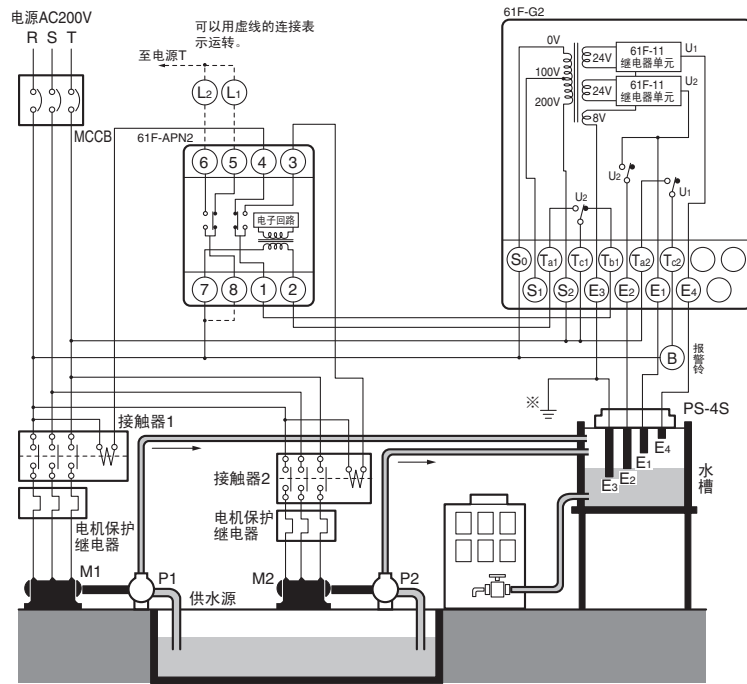 电源AC200V
R S T
可以用虚线的连接表
示运转。
至电源T
L2 L1
MCCB
61F-APN2
6 5 4 3
电子回路
7 8 1 2
61F-G2
0V
100V
200V
24V
24V
8V
61F-11
继电器单元
U1
61F-11
继电器单元
U2
U2
U1
U2
S0 Ta1 Tc1 Tb1 Ta2 Tc2
S1 S2 E3 E2 E1 E4
B
报警铃
※
PS-4S
E4
E1
E2
E3
水槽
接触器1
接触器2
电机保护
继电器
电机保护
继电器
M1
P1
M2
P2
供水源